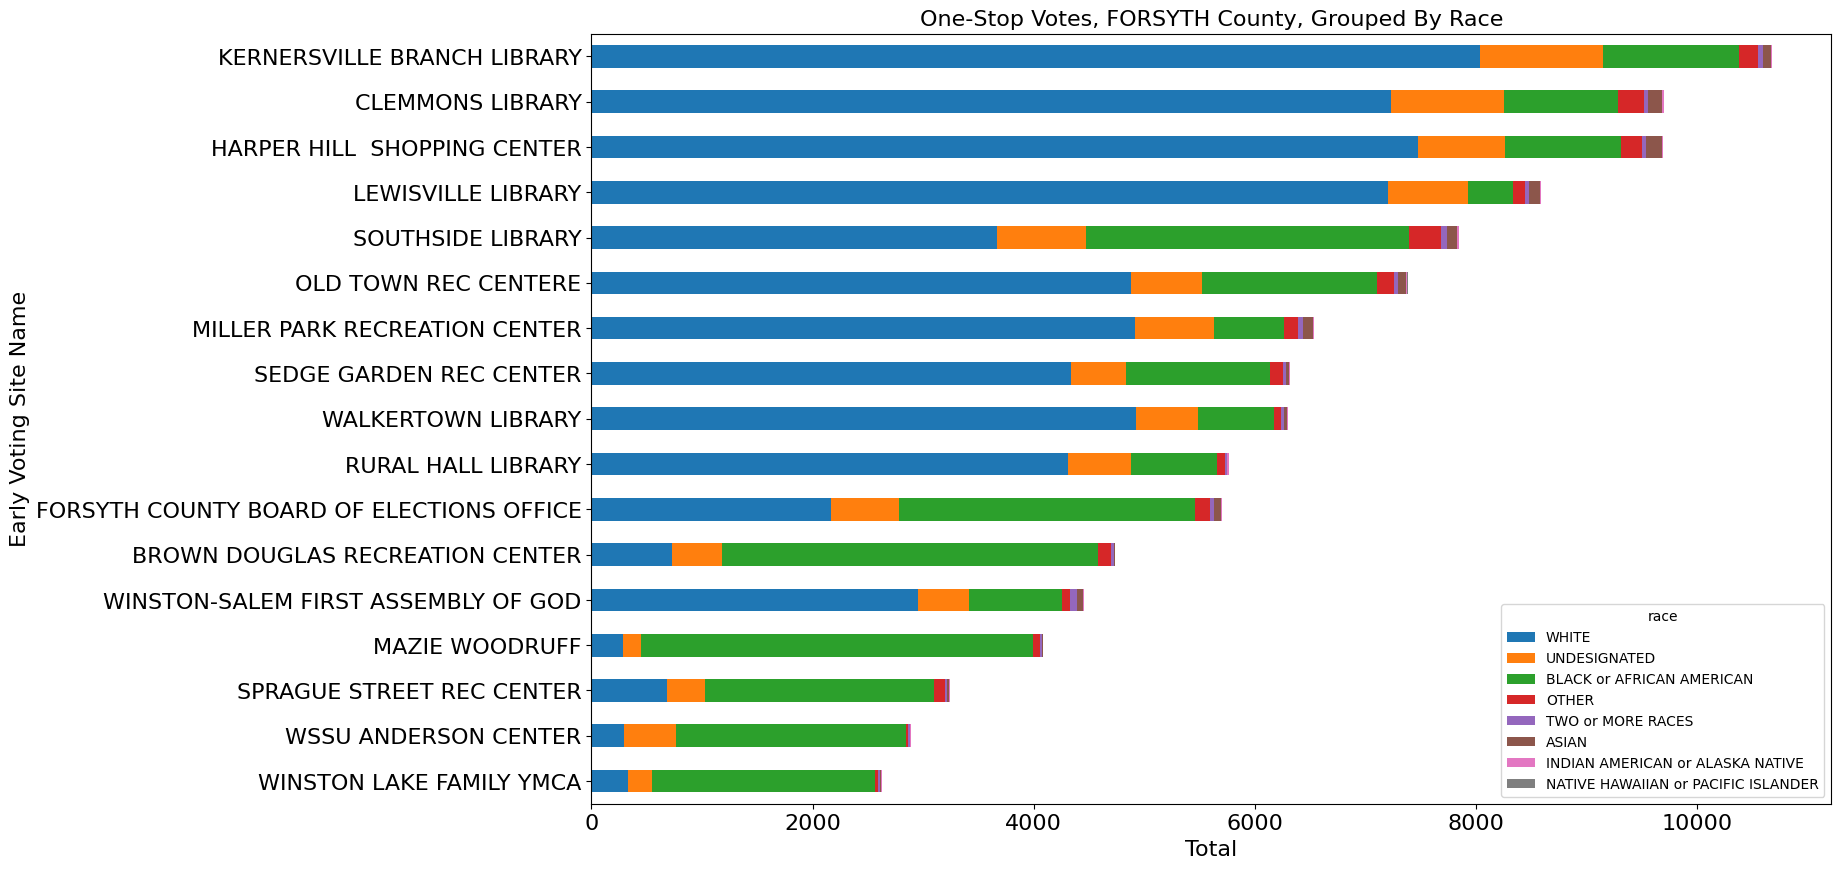 One-Stop Votes, FORSYTH County, Grouped By Race
Early Voting Site Name
KERNERSVILLE BRANCH LIBRARY
CLEMMONS LIBRARY
HARPER HILL  SHOPPING CENTER
LEWISVILLE LIBRARY
SOUTHSIDE LIBRARY
OLD TOWN REC CENTERE
MILLER PARK RECREATION CENTER
SEDGE GARDEN REC CENTER
WALKERTOWN LIBRARY
RURAL HALL LIBRARY
FORSYTH COUNTY BOARD OF ELECTIONS OFFICE
BROWN DOUGLAS RECREATION CENTER
WINSTON-SALEM FIRST ASSEMBLY OF GOD
MAZIE WOODRUFF
SPRAGUE STREET REC CENTER
WSSU ANDERSON CENTER
WINSTON LAKE FAMILY YMCA
race
WHITE
UNDESIGNATED
BLACK or AFRICAN AMERICAN
OTHER
TWO or MORE RACES
ASIAN
INDIAN AMERICAN or ALASKA NATIVE
NATIVE HAWAIIAN or PACIFIC ISLANDER
0 2000 4000 6000 8000 10000
Total